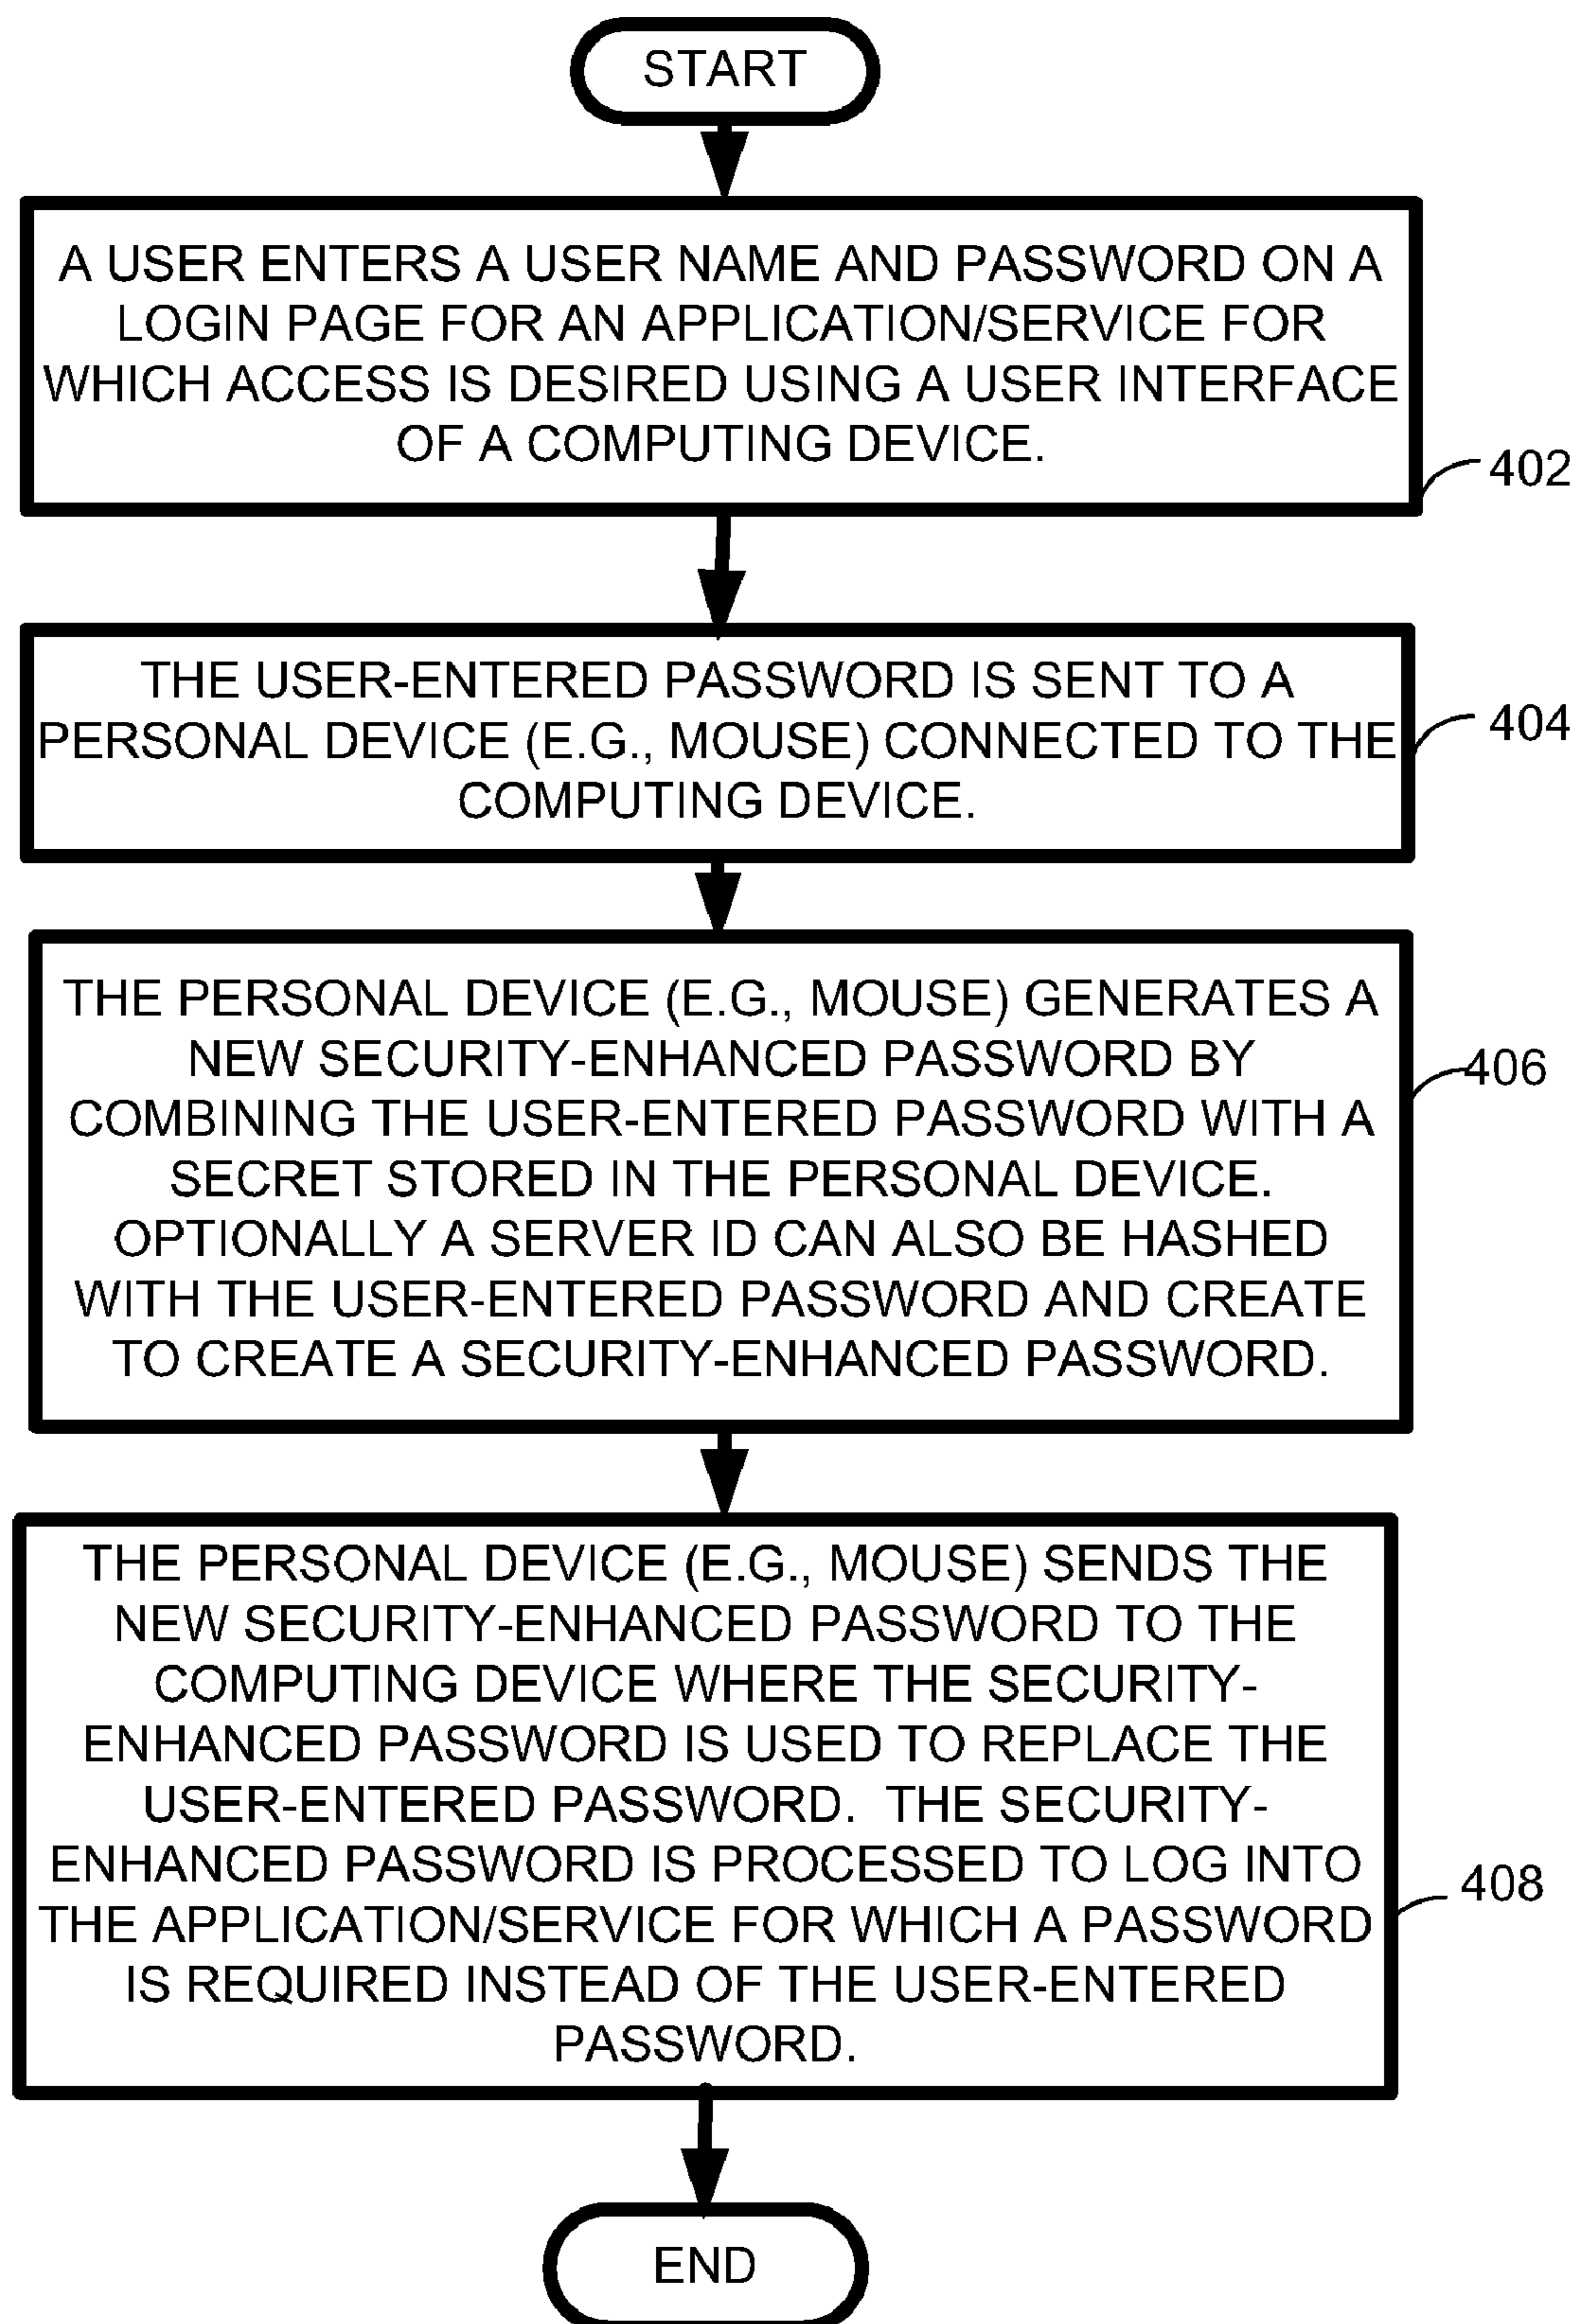 START
A USER ENTERS A USER NAME AND PASSWORD ON A
LOGIN PAGE FOR AN APPLICATION/SERVICE FOR
WHICH ACCESS IS DESIRED USING A USER INTERFACE
OF A COMPUTING DEVICE.
402
THE USER-ENTERED PASSWORD IS SENT TO A
PERSONAL DEVICE (E.G., MOUSE) CONNECTED TO THE
COMPUTING DEVICE.
404
THE PERSONAL DEVICE (E.G., MOUSE) GENERATES A
NEW SECURITY-ENHANCED PASSWORD BY
COMBINING THE USER-ENTERED PASSWORD WITH A
SECRET STORED IN THE PERSONAL DEVICE.
OPTIONALLY A SERVER ID CAN ALSO BE HASHED
WITH THE USER-ENTERED PASSWORD AND CREATE
TO CREATE A SECURITY-ENHANCED PASSWORD.
406
THE PERSONAL DEVICE (E.G., MOUSE) SENDS THE
NEW SECURITY-ENHANCED PASSWORD TO THE
COMPUTING DEVICE WHERE THE SECURITY-
ENHANCED PASSWORD IS USED TO REPLACE THE
USER-ENTERED PASSWORD.  THE SECURITY-
ENHANCED PASSWORD IS PROCESSED TO LOG INTO
THE APPLICATION/SERVICE FOR WHICH A PASSWORD
IS REQUIRED INSTEAD OF THE USER-ENTERED
PASSWORD.
408
END